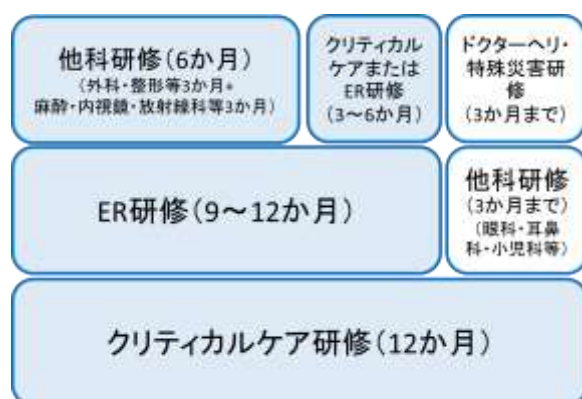 他科研修(6か月)
(外科・整形等3か月+
麻酔・内視鏡・放射線科等3か月)
クリティカル
ケアまたは
ER研修
(3～6か月)
ドクターヘリ・
特殊災害研
修
(3か月まで)
ER研修(9～12か月)
他科研修
(3か月まで)
(眼科・耳鼻
科・小児科等)
クリティカルケア研修(12か月)